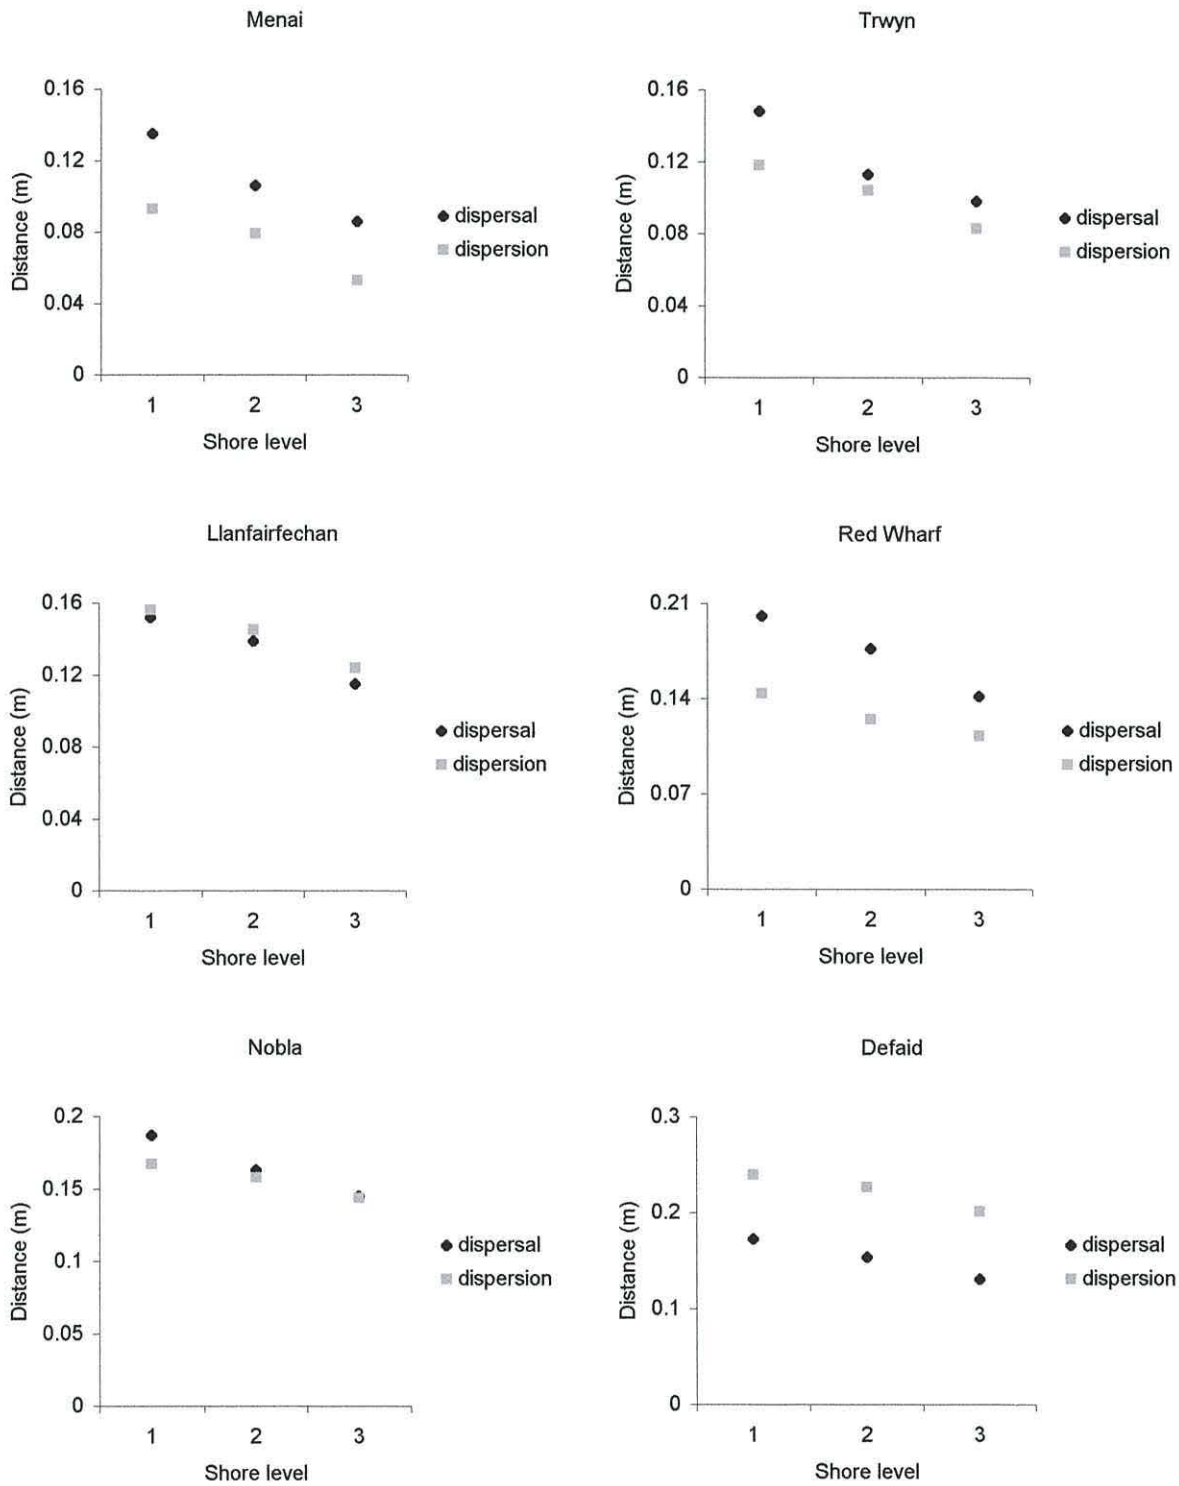 Menai
0.16
0.12
0.08
0.04
0
Distance (m)
1 2 3
Shore level
dispersal
dispersion
Trwyn
0.16
0.12
0.08
0.04
0
Distance (m)
1 2 3
Shore level
dispersal
dispersion
Llanfairfechan
0.16
0.12
0.08
0.04
0
Distance (m)
1 2 3
Shore level
dispersal
dispersion
Red Wharf
0.21
0.14
0.07
0
Distance (m)
1 2 3
Shore level
dispersal
dispersion
Nobla
0.2
0.15
0.1
0.05
0
Distance (m)
1 2 3
Shore level
dispersal
dispersion
Defaid
0.3
0.2
0.1
0
Distance (m)
1 2 3
Shore level
dispersal
dispersion